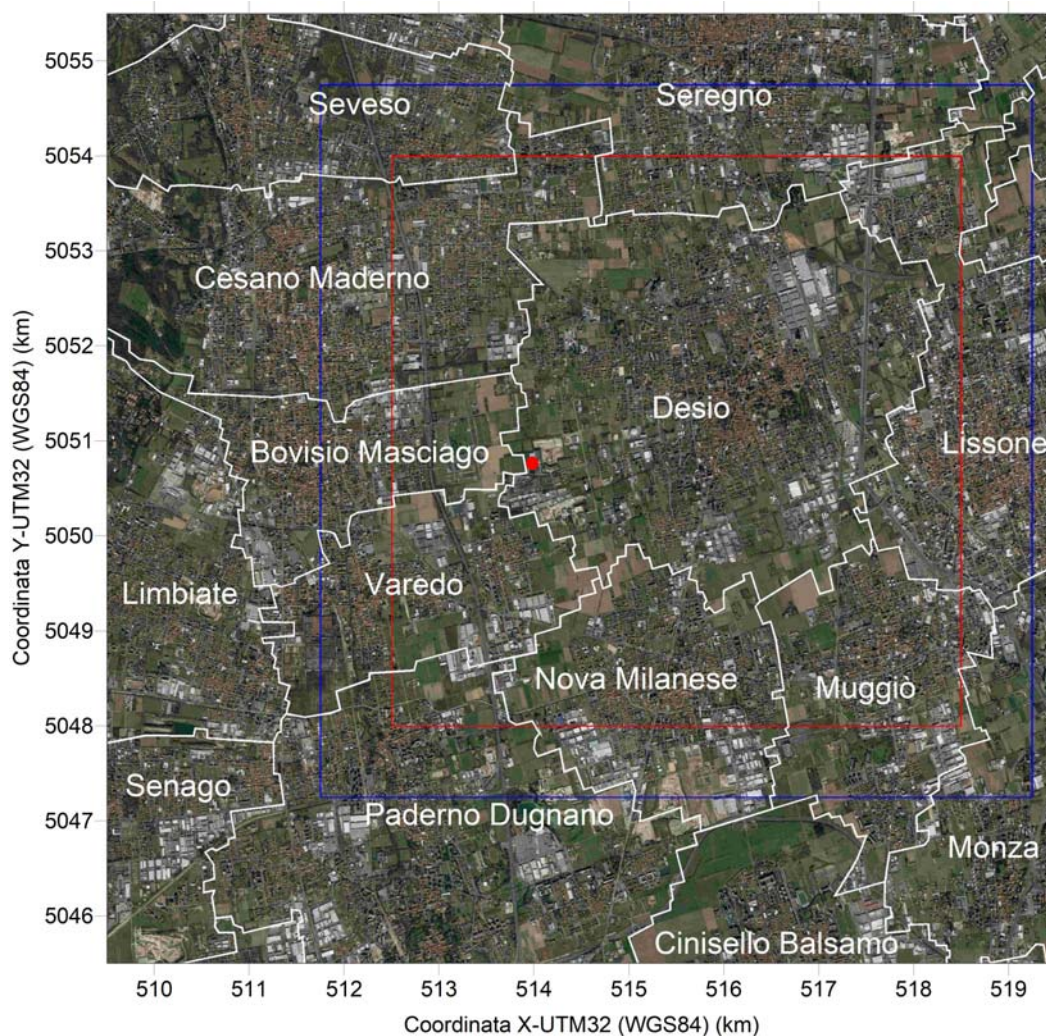 5055
5054
5053
5052
5051
5050
5049
5048
5047
5046
Coordinata Y-UTM32 (WGS84) (km)
Seveso
Seregno
Cesano Maderno
Desio
Bovisio Masciago
Lissone
Limbiate
Varedo
Nova Milanese
Muggiò
Senago
Paderno Dugnano
Monza
Cinisello Balsamo
510 511 512 513 514 515 516 517 518 519
Coordinata X-UTM32 (WGS84) (km)